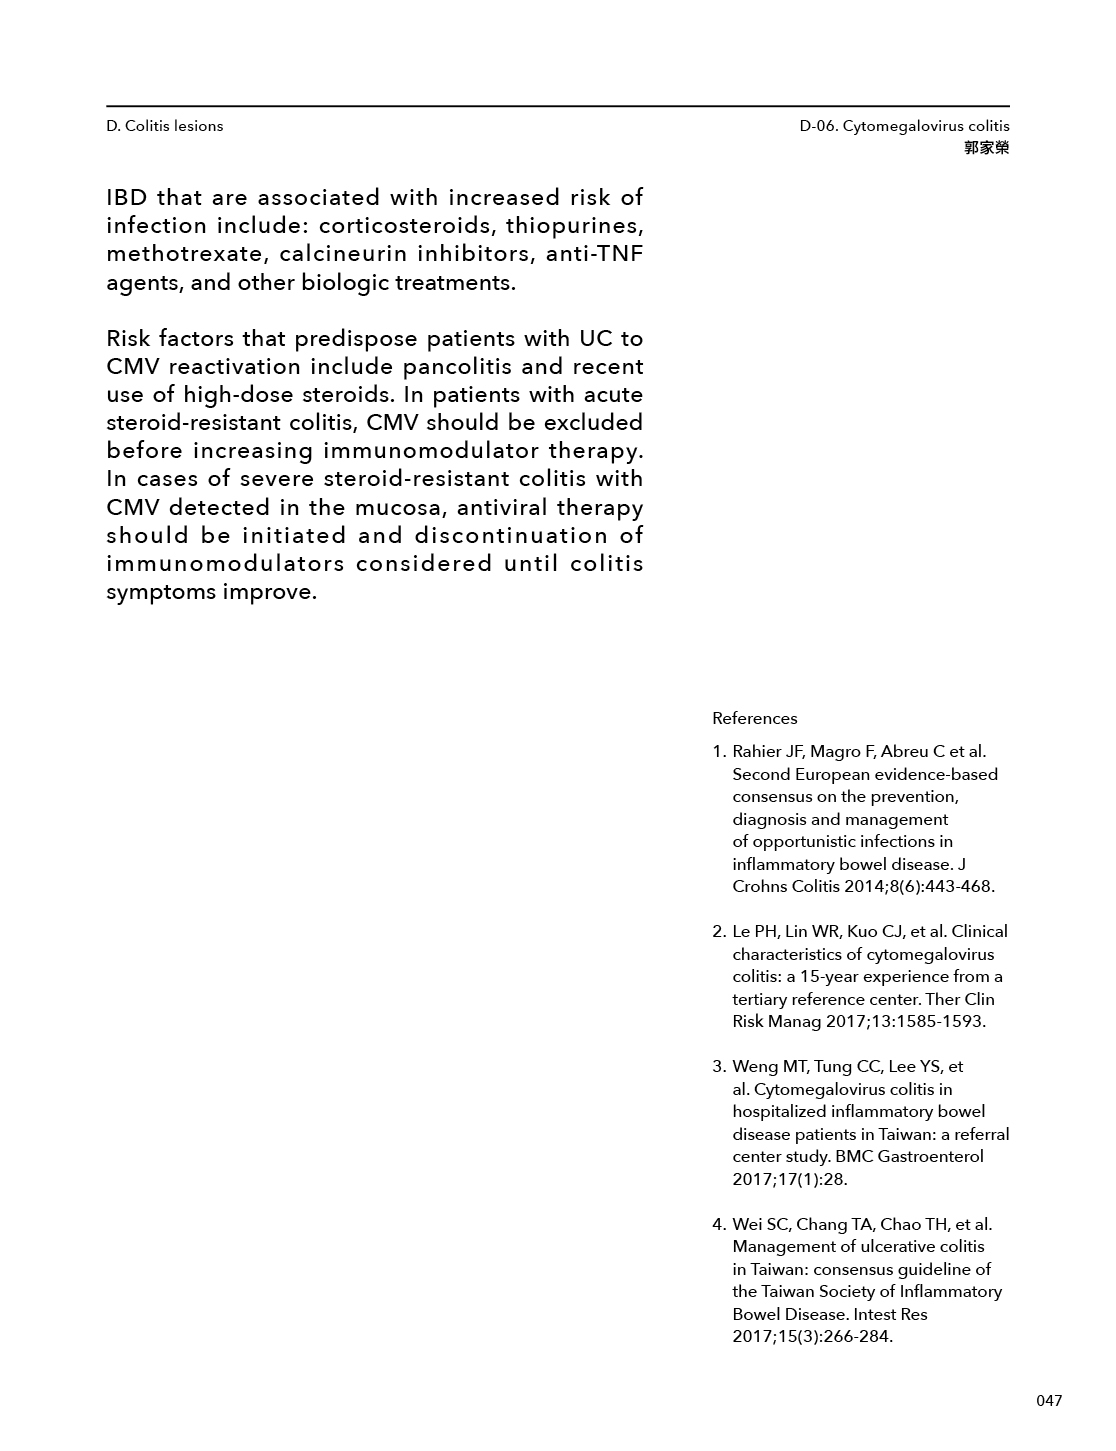 D. Colitis lesions
D-06. Cytomegalovirus colitis
郭家榮
IBD that are associated with increased risk of
infection include: corticosteroids, thiopurines,
methotrexate, calcineurin inhibitors, anti-TNF
agents, and other biologic treatments.
Risk factors that predispose patients with UC to
CMV reactivation include pancolitis and recent
use of high-dose steroids. In patients with acute
steroid-resistant colitis, CMV should be excluded
before increasing immunomodulator therapy.
In cases of severe steroid-resistant colitis with
CMV detected in the mucosa, antiviral therapy
should be initiated and discontinuation of
immunomodulators considered until colitis
symptoms improve.
References
1. Rahier JF, Magro F, Abreu C et al.
Second European evidence-based
consensus on the prevention,
diagnosis and management
of opportunistic infections in
inflammatory bowel disease. J
Crohns Colitis 2014;8(6):443-468.
2. Le PH, Lin WR, Kuo CJ, et al. Clinical
characteristics of cytomegalovirus
colitis: a 15-year experience from a
tertiary reference center. Ther Clin
Risk Manag 2017;13:1585-1593.
3. Weng MT, Tung CC, Lee YS, et
al. Cytomegalovirus colitis in
hospitalized inflammatory bowel
disease patients in Taiwan: a referral
center study. BMC Gastroenterol
2017;17(1):28.
4. Wei SC, Chang TA, Chao TH, et al.
Management of ulcerative colitis
in Taiwan: consensus guideline of
the Taiwan Society of Inflammatory
Bowel Disease. Intest Res
2017;15(3):266-284.
047